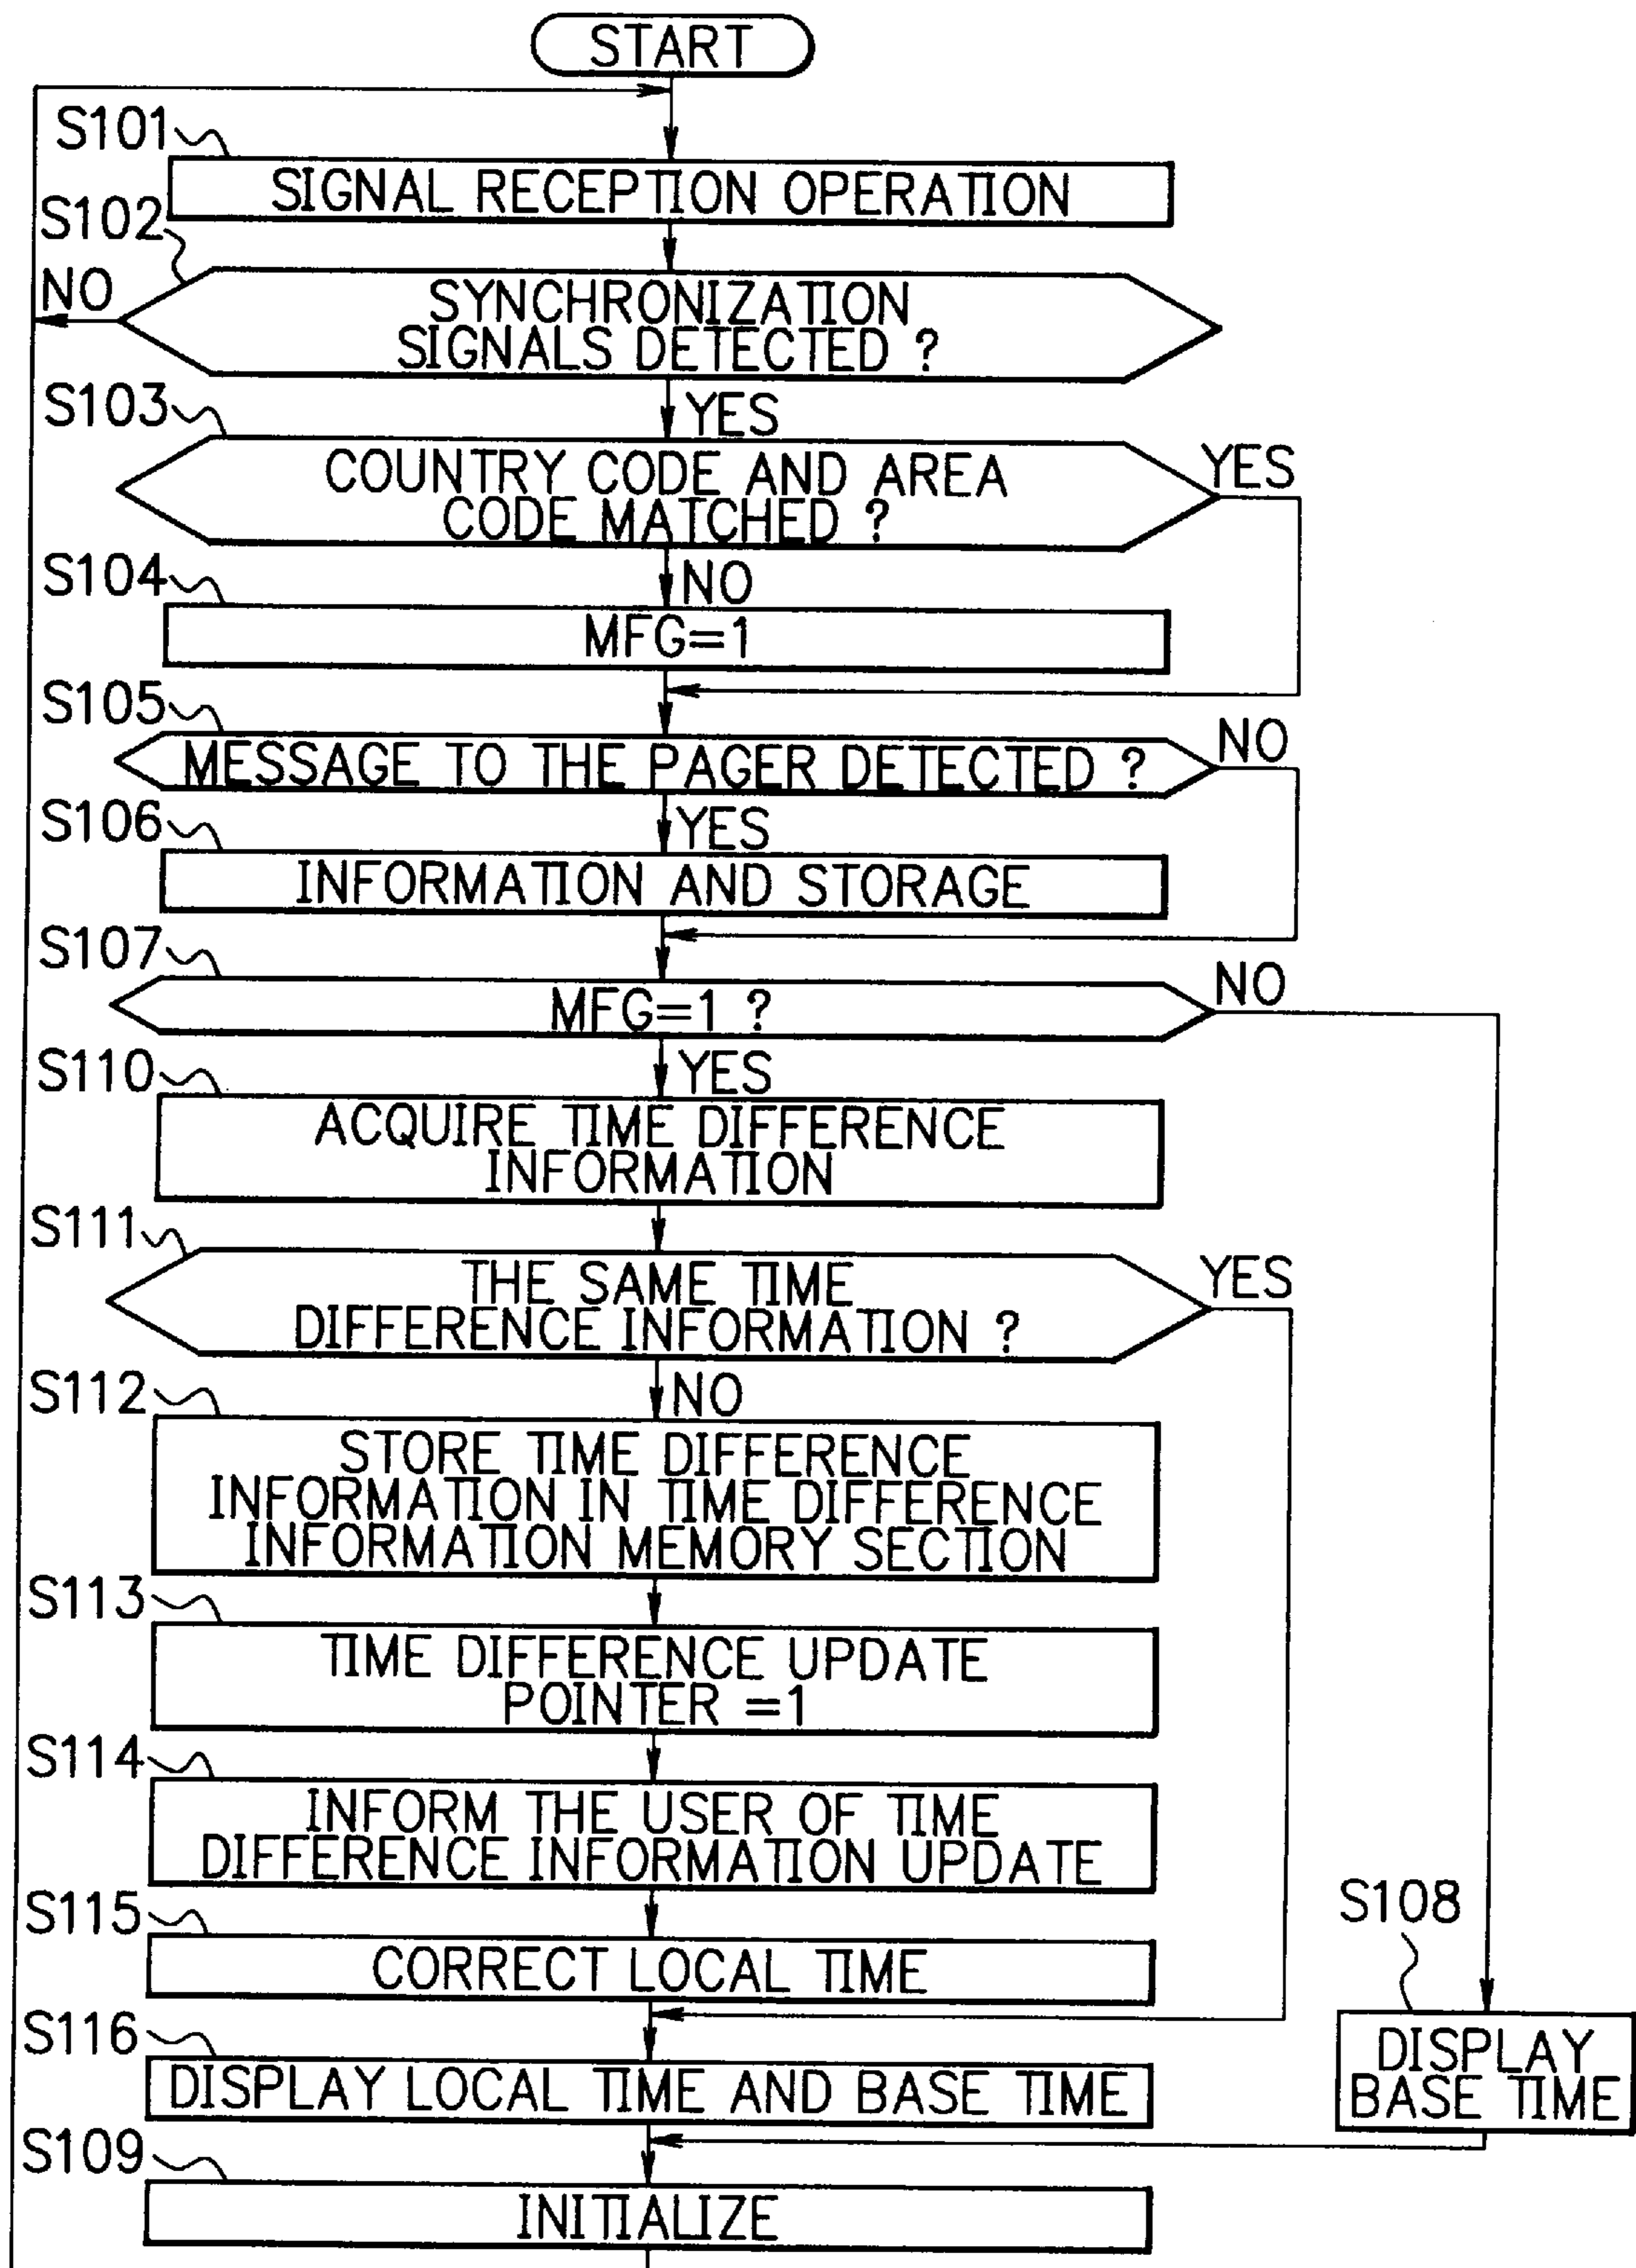 START
S101
SIGNAL RECEPTION OPERATION
S102
NO
SYNCHRONIZATION
SIGNALS DETECTED ?
YES
S103
COUNTRY CODE AND AREA
CODE MATCHED ?
YES
NO
S104
MFG=1
S105
MESSAGE TO THE PAGER DETECTED ?
NO
YES
S106
INFORMATION AND STORAGE
S107
MFG=1 ?
NO
YES
S110
ACQUIRE TIME DIFFERENCE
INFORMATION
S111
THE SAME TIME
DIFFERENCE INFORMATION ?
YES
NO
S112
STORE TIME DIFFERENCE
INFORMATION IN TIME DIFFERENCE
INFORMATION MEMORY SECTION
S113
TIME DIFFERENCE UPDATE
POINTER =1
S114
INFORM THE USER OF TIME
DIFFERENCE INFORMATION UPDATE
S115
CORRECT LOCAL TIME
S116
DISPLAY LOCAL TIME AND BASE TIME
S108
DISPLAY
BASE TIME
S109
INITIALIZE